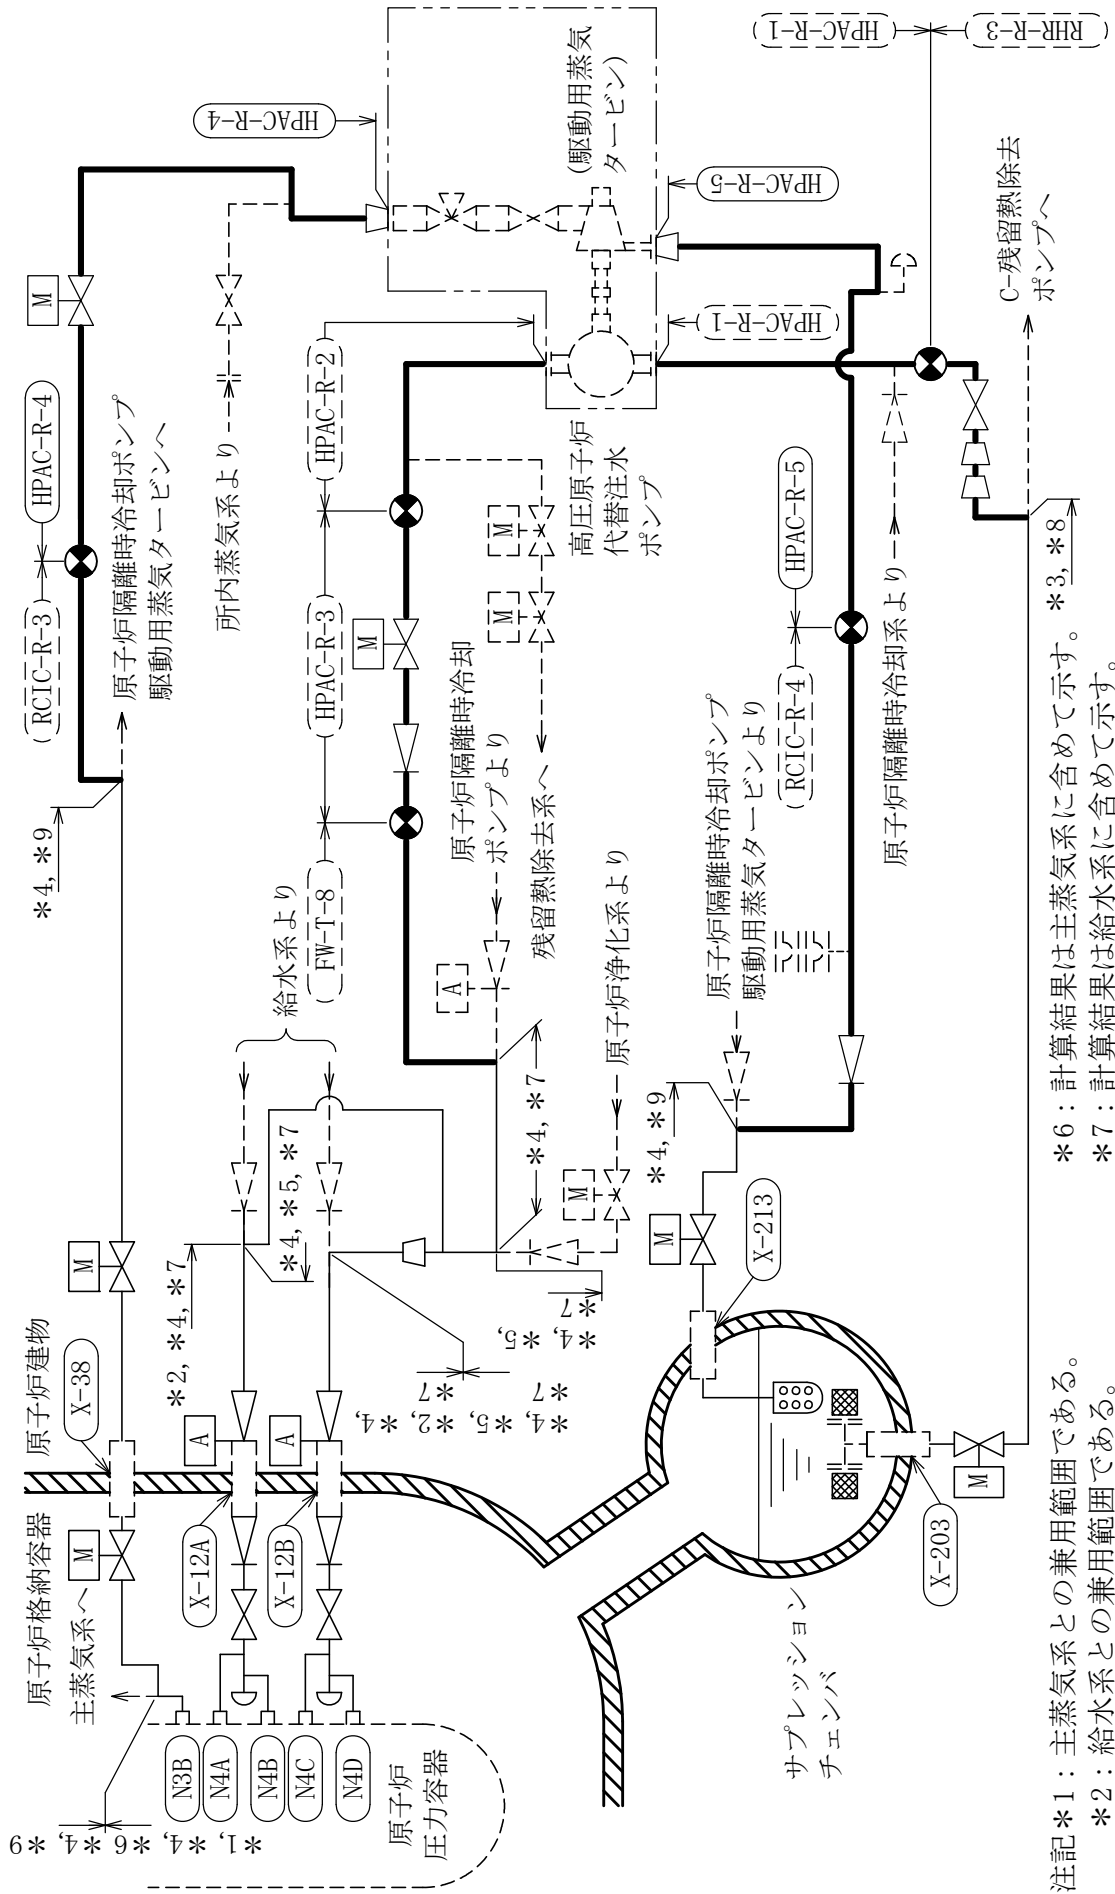 原子炉格納容器
原子炉建物
主蒸気系へ
M
X-38
M
*4, *9
原子炉隔離時冷却ポンプ
駆動用蒸気タービンへ
RCIC-R-3
HPAC-R-4
M
所内蒸気系より
HPAC-R-4
*1, *4, *6
*4, *9
N3B
N4A
N4B
N4C
N4D
原子炉
圧力容器
X-12A
X-12B
A
A
*2, *4, *7
*4, *5, *7
給水系より
*2, *4,
*7
*4, *5,
*7
*4, *5,
*7
*4, *7
FW-T-8
HPAC-R-3
HPAC-R-2
M
原子炉隔離時冷却
ポンプより
A
M
M
残留熱除去系へ
原子炉浄化系より
M
高圧原子炉
代替注水
ポンプ
(駆動用蒸気
タービン)
HPAC-R-5
HPAC-R-1
HPAC-R-1
RHR-R-3
*4, *9
原子炉隔離時冷却ポンプ
駆動用蒸気タービンより
RCIC-R-4
HPAC-R-5
原子炉隔離時冷却系より
C-残留熱除去
ポンプへ
M
X-213
サプレッション
チェンバ
X-203
M
*3, *8
注記*1：主蒸気系との兼用範囲である。
*2：給水系との兼用範囲である。
*6：計算結果は主蒸気系に含めて示す。
*7：計算結果は給水系に含めて示す。